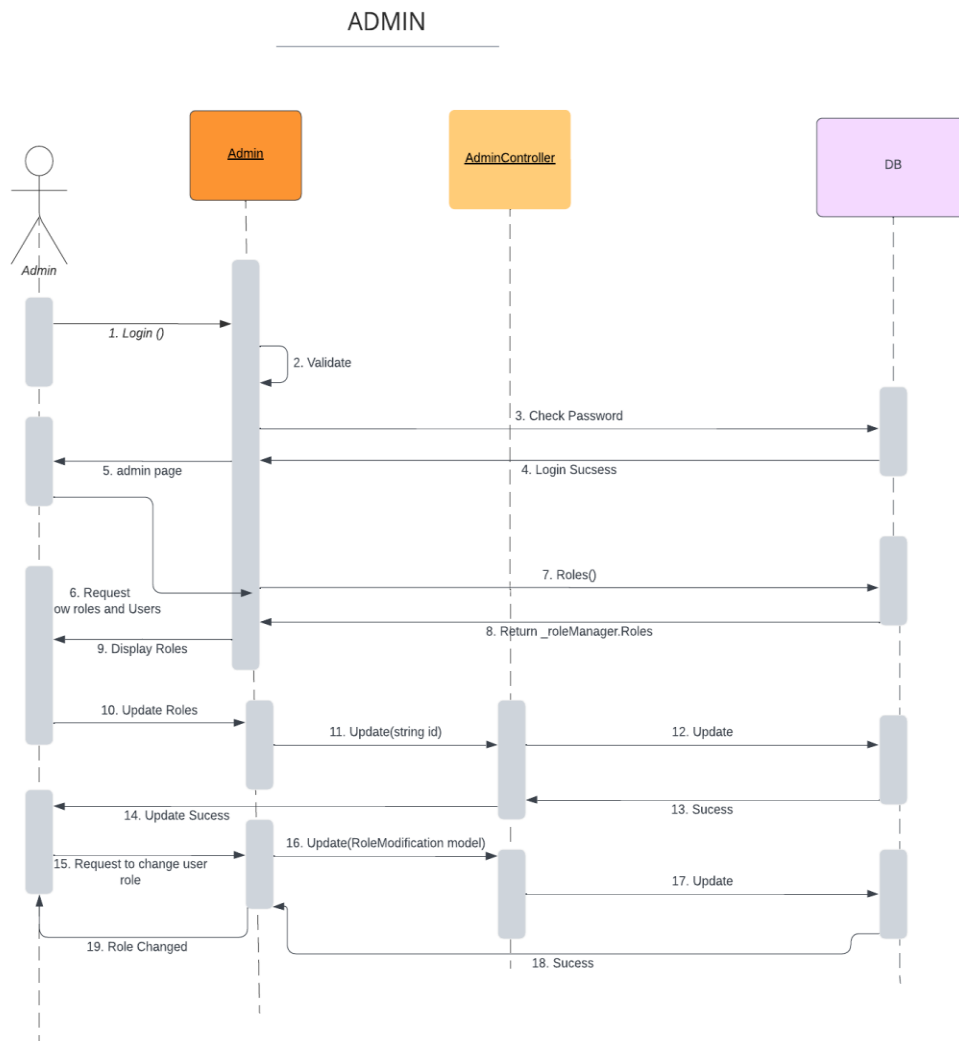 ADMIN
Admin
AdminController
DB
Admin
1. Login ()
2. Validate
3. Check Password
4. Login Sucsess
5. admin page
6. Request
ow roles and Users
7. Roles()
8. Return _roleManager.Roles
9. Display Roles
10. Update Roles
11. Update(string id)
12. Update
13. Sucess
14. Update Sucess
15. Request to change user
role
16. Update(RoleModification model)
17. Update
18. Sucess
19. Role Changed